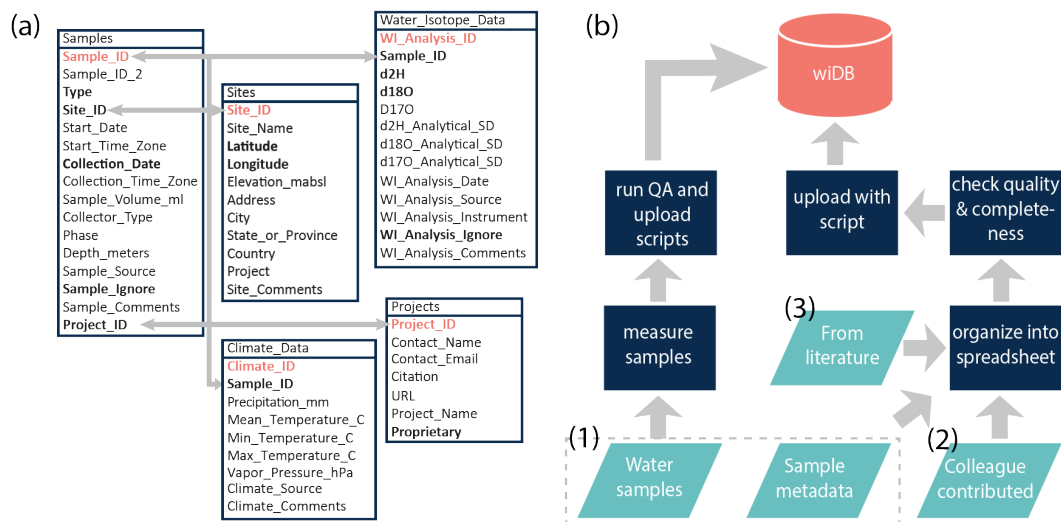 (a)
Samples
Sample_ID
Sample_ID_2
Type
Site_ID
Start_Date
Start_Time_Zone
Collection_Date
Collection_Time_Zone
Sample_Volume_ml
Collector_Type
Phase
Depth_meters
Sample_Source
Sample_Ignore
Sample_Comments
Project_ID
Sites
Site_ID
Site_Name
Latitude
Longitude
Elevation_mabsl
Address
City
State_or_Province
Country
Project
Site_Comments
Water_Isotope_Data
WI_Analysis_ID
Sample_ID
d2H
d18O
D17O
d2H_Analytical_SD
d18O_Analytical_SD
d17O_Analytical_SD
WI_Analysis_Date
WI_Analysis_Source
WI_Analysis_Instrument
WI_Analysis_Ignore
WI_Analysis_Comments
Climate_Data
Climate_ID
Sample_ID
Precipitation_mm
Mean_Temperature_C
Min_Temperature_C
Max_Temperature_C
Vapor_Pressure_hPa
Climate_Source
Climate_Comments
Projects
Project_ID
Contact_Name
Contact_Email
Citation
URL
Project_Name
Proprietary
(b)
wiDB
run QA and
upload
scripts
upload with
script
check quality
& complete-
ness
measure
samples
(3)
From
literature
organize into
spreadsheet
(1)
Water
samples
Sample
metadata
(2)
Colleague
contributed